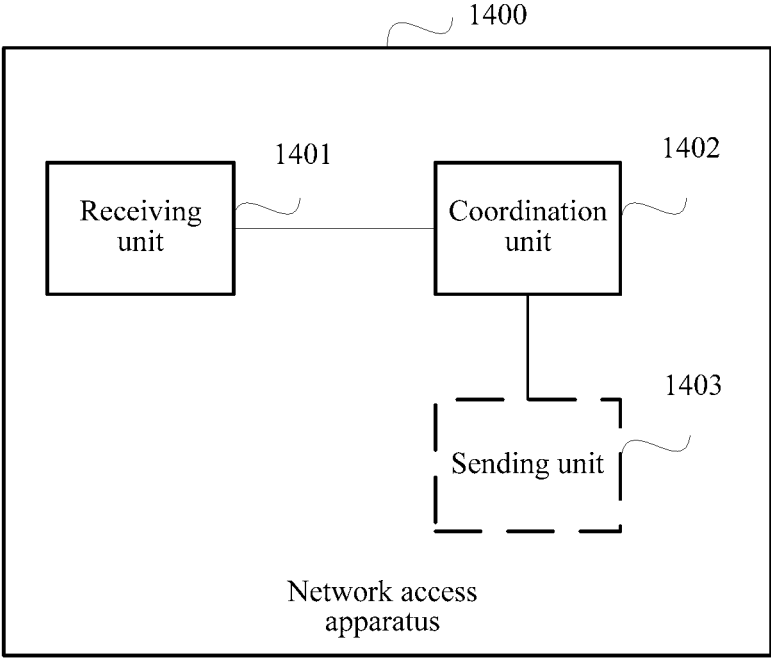 1400
1401
1402
Receiving
unit
Coordination
unit
1403
Sending unit
Network access
apparatus